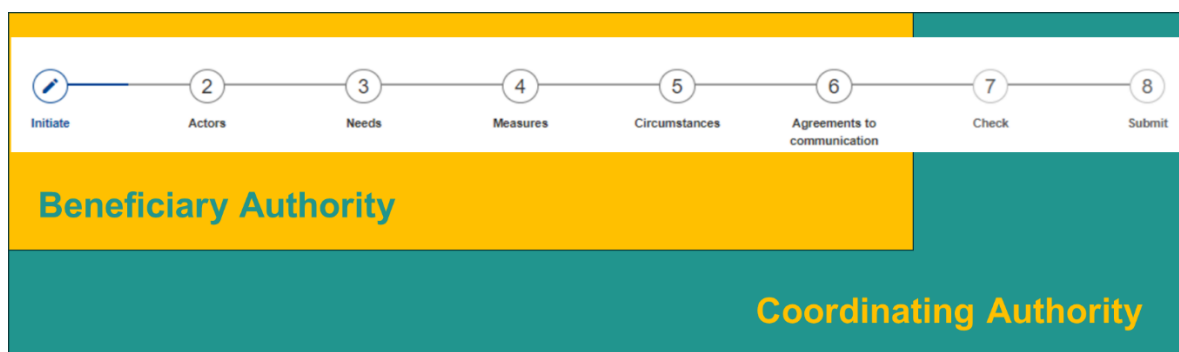 2 3 4 5 6 7 8
Initiate Actors Needs Measures Circumstances Agreements to Check Submit
communication
Beneficiary Authority
Coordinating Authority